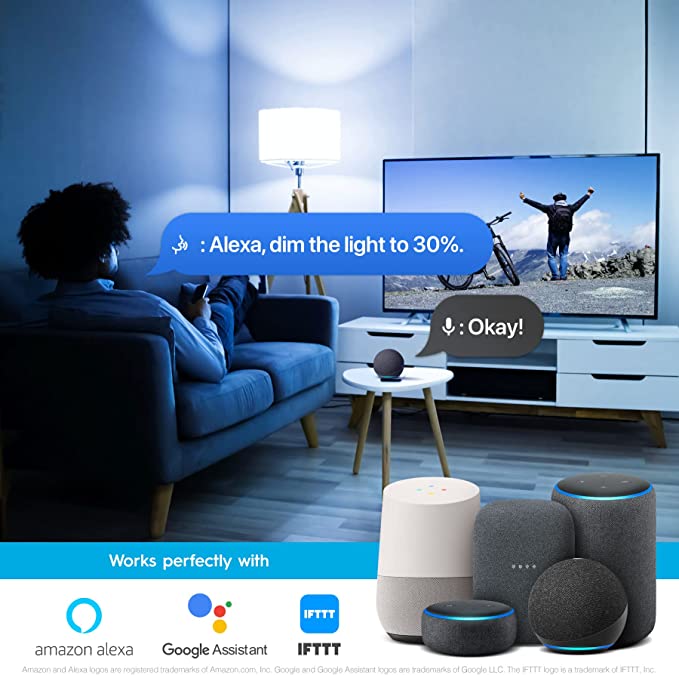 : Alexa, dim the light to 30%.
: Okay!
Works perfectly with
IFTTT
amazon alexa
Google Assistant
IFTTT
Amazon and Alexa logos are registered trademarks of Amazon.com, Inc. Google and Google Assistant logos are trademarks of Google LLC. The IFTTT logo is a trademark of IFTTT, Inc.